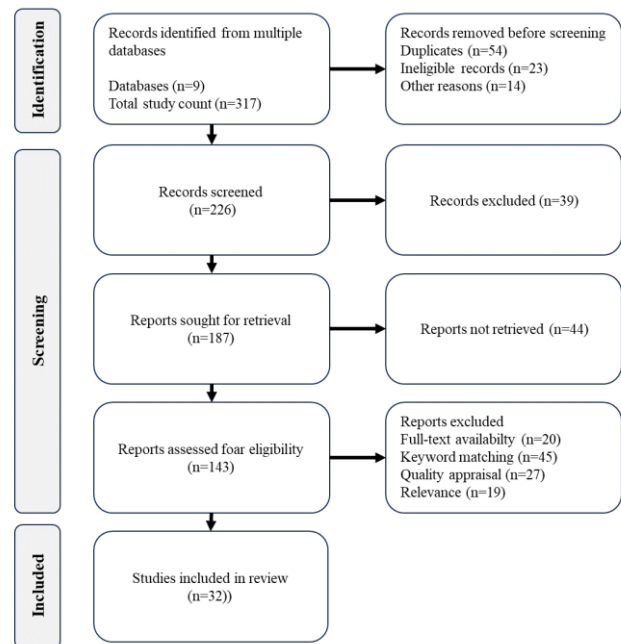 Identification
Records identified from multiple
databases
Databases (n=9)
Total study count (n=317)
Records removed before screening
Duplicates (n=54)
Ineligible records (n=23)
Other reasons (n=14)
Screening
Records screened
(n=226)
Records excluded (n=39)
Reports sought for retrieval
(n=187)
Reports not retrieved (n=44)
Reports assessed foar eligibility
(n=143)
Reports excluded
Full-text availabilty (n=20)
Keyword matching (n=45)
Quality appraisal (n=27)
Relevance (n=19)
Included
Studies included in review
(n=32))